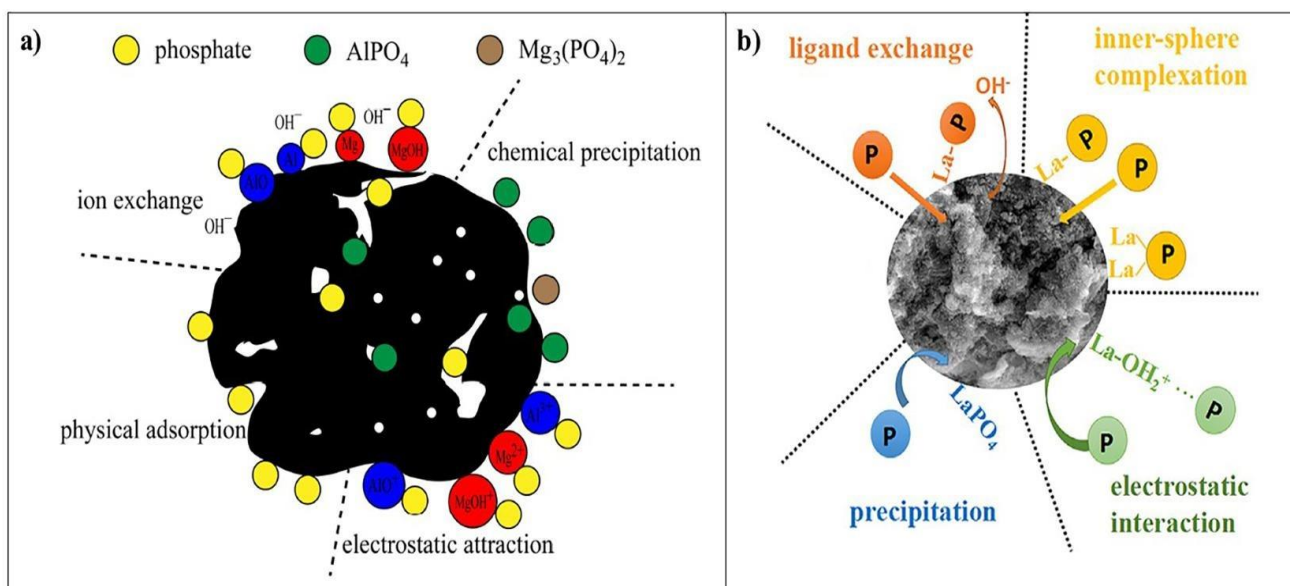 a)
phosphate
AlPO₄
Mg₃(PO₄)₂
OH⁻
OH⁻
Mg
MgOH
Al
AlO
chemical precipitation
ion exchange
OH⁻
physical adsorption
Al³⁺
Mg²⁺
AlO⁺
MgOH⁺
electrostatic attraction
b)
ligand exchange
OH⁻
P
La-P
inner-sphere
complexation
La-P
P
La
La
P
La-OH₂⁺ ···
P
P
LaPO₄
P
precipitation
electrostatic
interaction